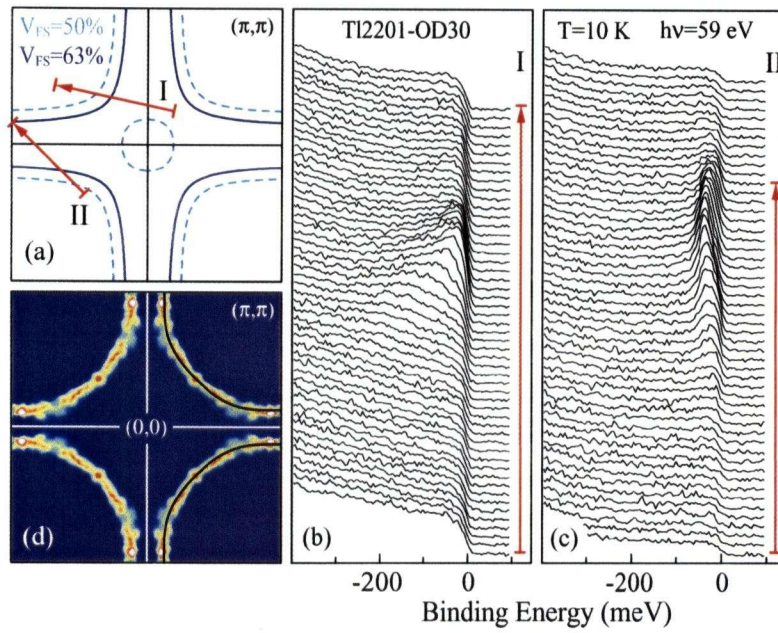 (a)
V_FS=50%
V_FS=63%
(π,π)
I
II
Tl2201-OD30
I
(b)
T=10 K hν=59 eV
II
(c)
(π,π)
(0,0)
(d)
-200 0 -200 0
Binding Energy (meV)